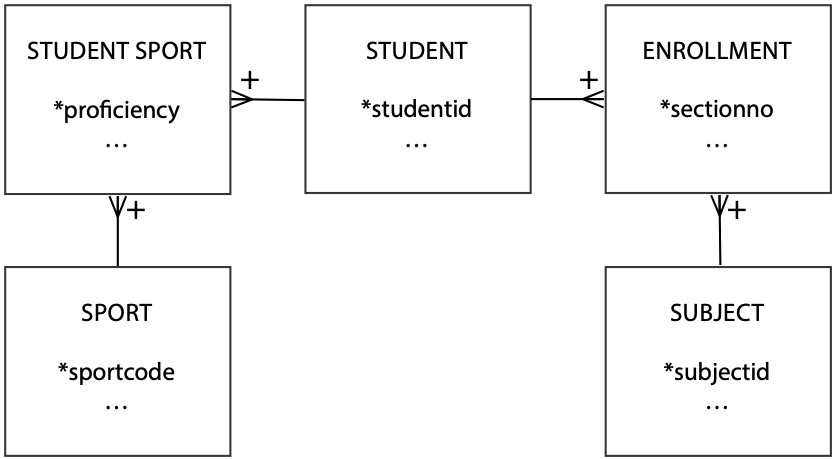 STUDENT SPORT
*proficiency
...
+
STUDENT
*studentid
...
+
ENROLLMENT
*sectionno
...
+
SPORT
*sportcode
...
+
SUBJECT
*subjectid
...